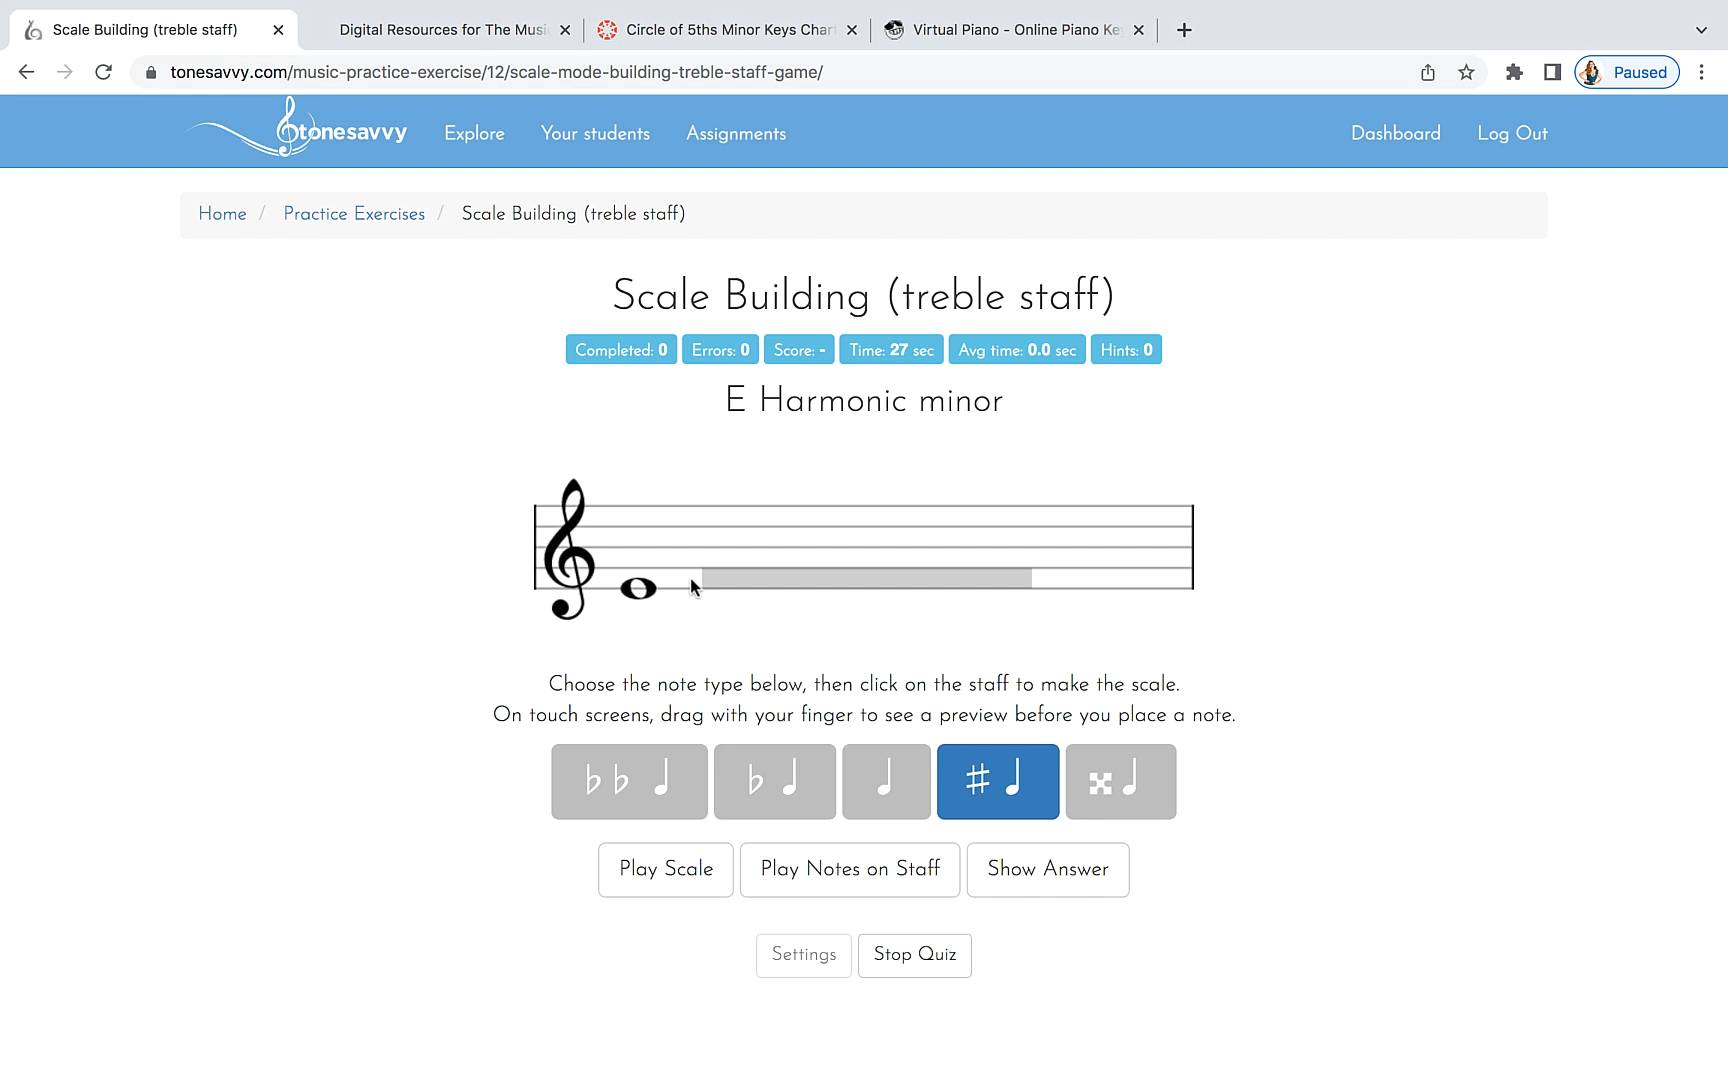 Scale Building (treble staff)
Digital Resources for The Musi
Circle of 5ths Minor Keys Char
Virtual Piano - Online Piano Ke
tonesavvy.com/music-practice-exercise/12/scale-mode-building-treble-staff-game/
Paused
tonesavvy
Explore
Your students
Assignments
Dashboard
Log Out
Home / Practice Exercises / Scale Building (treble staff)
Scale Building (treble staff)
Completed: 0
Errors: 0
Score: -
Time: 27 sec
Avg time: 0.0 sec
Hints: 0
E Harmonic minor
Choose the note type below, then click on the staff to make the scale.
On touch screens, drag with your finger to see a preview before you place a note.
Play Scale
Play Notes on Staff
Show Answer
Settings
Stop Quiz